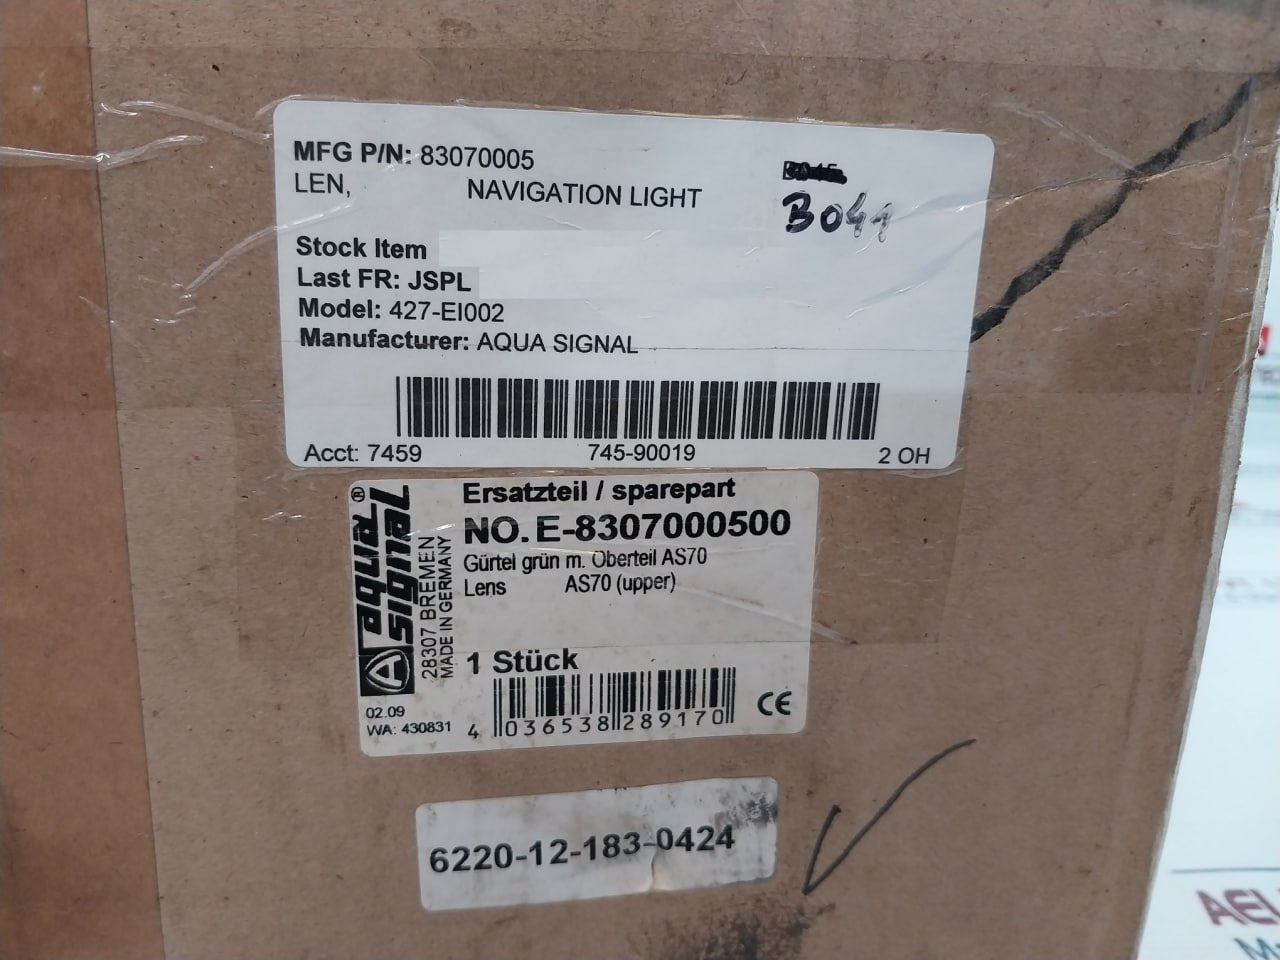 MFG P/N: 83070005
LEN, NAVIGATION LIGHT
B041
Stock Item
Last FR: JSPL
Model: 427-EI002
Manufacturer: AQUA SIGNAL
Acct: 7459 745-90019 2 OH
aqua signal ®
28307 BREMEN
MADE IN GERMANY
Ersatzteil / sparepart
NO. E-8307000500
Gürtel grün m. Oberteil AS70
Lens AS70 (upper)
1 Stück
02.09
WA: 430831
4 036538 289170
CE
6220-12-183-0424